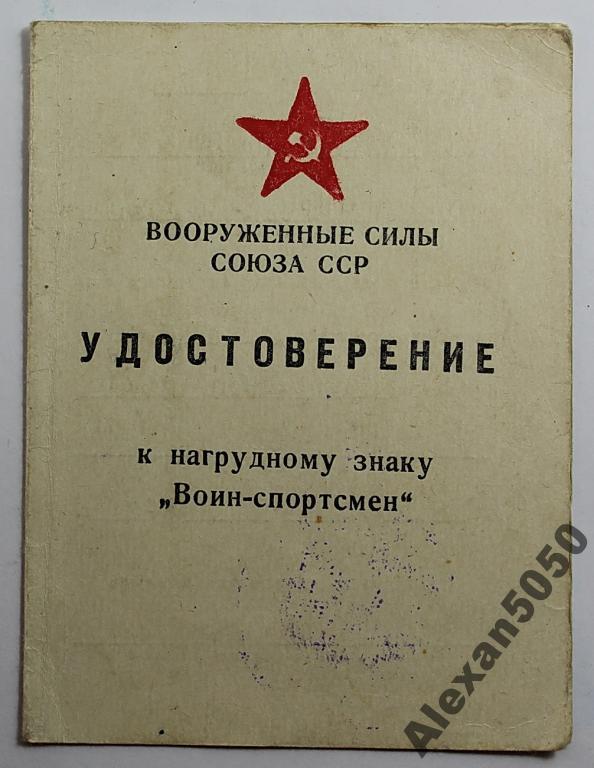 ВООРУЖЕННЫЕ СИЛЫ
СОЮЗА ССР
УДОСТОВЕРЕНИЕ
к нагрудному знаку
„Воин-спортсмен“
Alexan5050